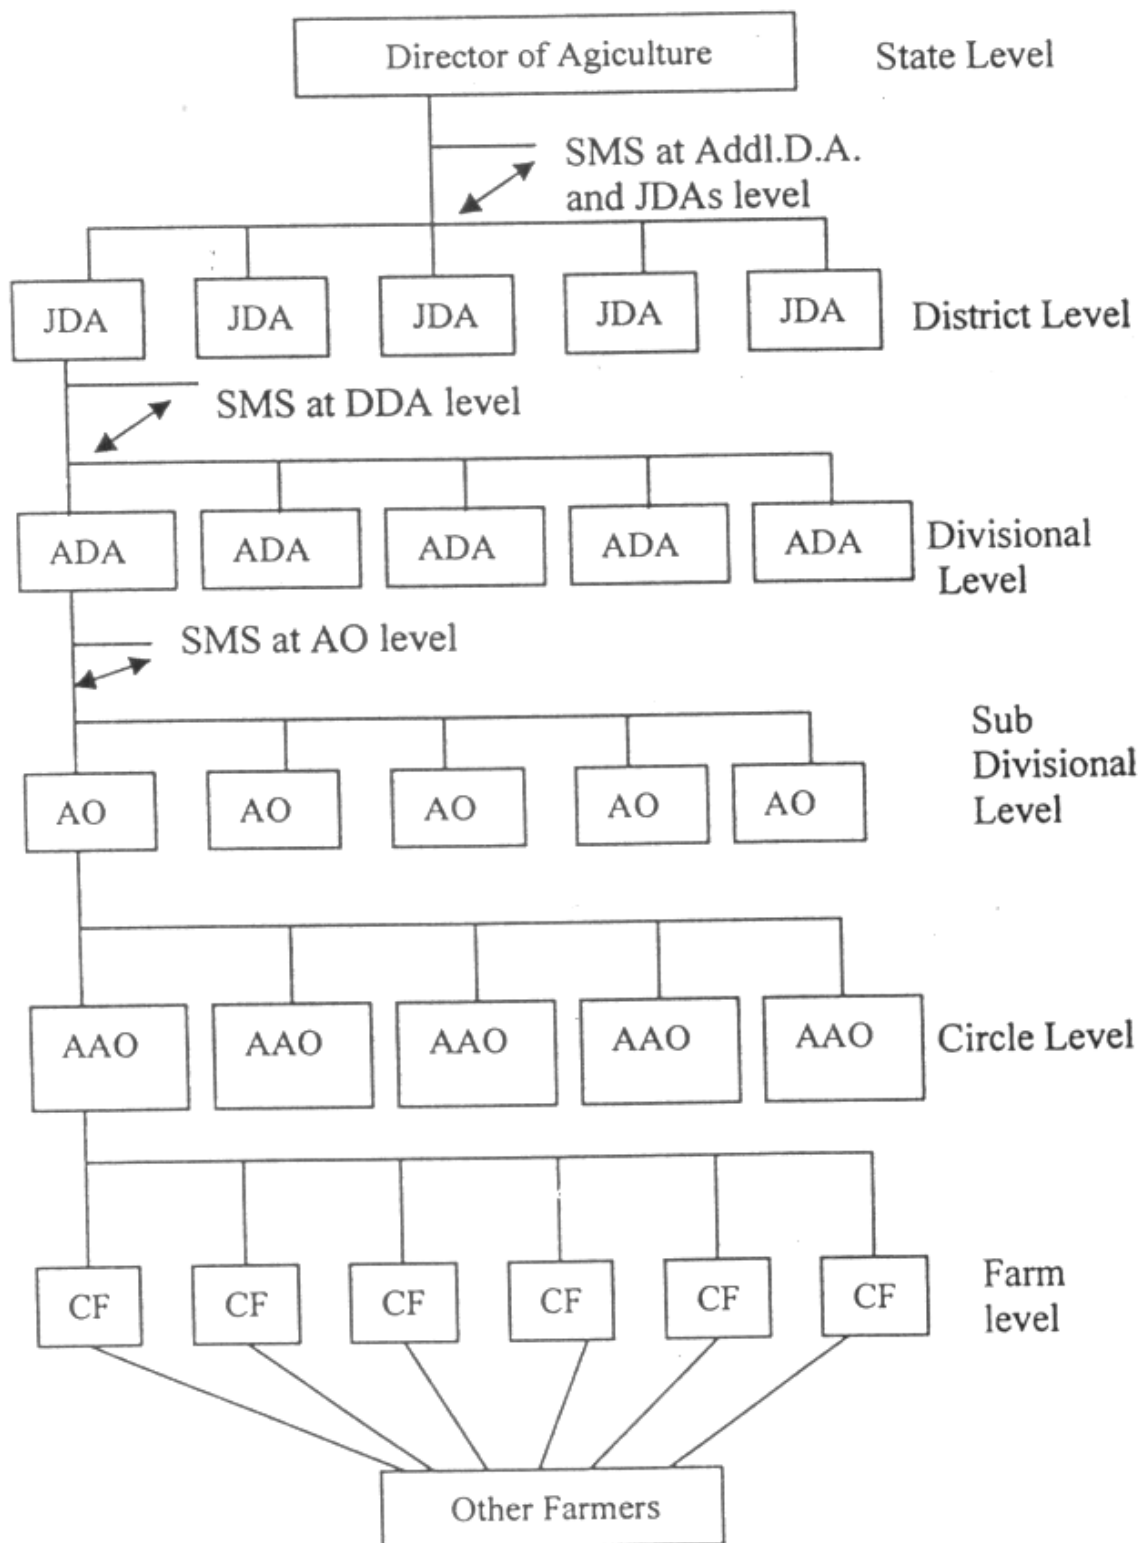 Director of Agiculture
State Level
SMS at Addl.D.A.
and JDAs level
JDA
JDA
JDA
JDA
JDA
District Level
SMS at DDA level
ADA
ADA
ADA
ADA
ADA
Divisional
Level
SMS at AO level
Sub
Divisional
Level
AO
AO
AO
AO
AO
AAO
AAO
AAO
AAO
AAO
Circle Level
CF
CF
CF
CF
CF
CF
Farm
level
Other Farmers